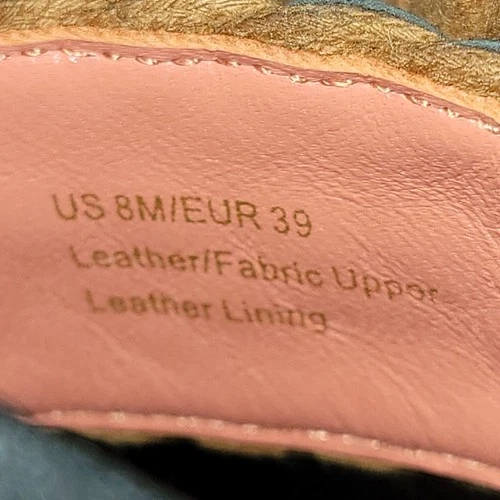 US 8M/EUR 39
Leather/Fabric Upper
Leather Lining